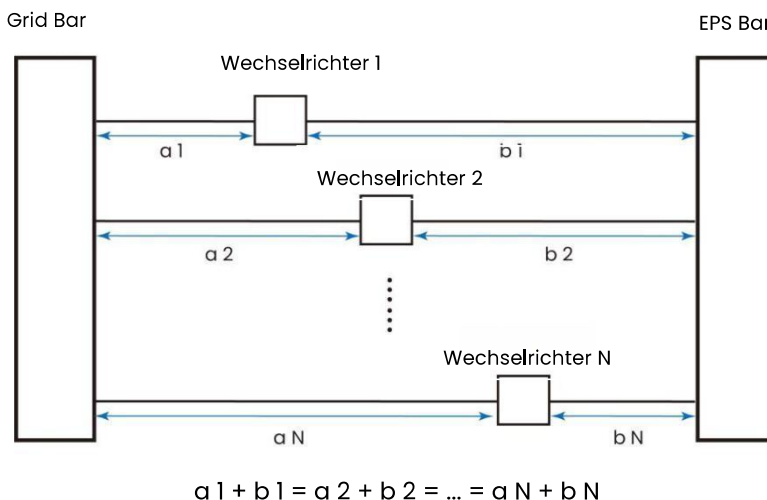 Grid Bar
EPS Bar
Wechselrichter 1
a 1
b 1
Wechselrichter 2
a 2
b 2
Wechselrichter N
a N
b N
a 1 + b 1 = a 2 + b 2 = ... = a N + b N